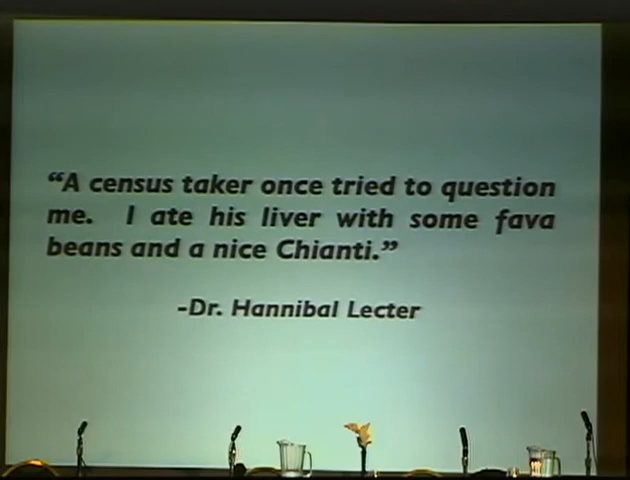 “A census taker once tried to question
me. I ate his liver with some fava
beans and a nice Chianti.”
-Dr. Hannibal Lecter